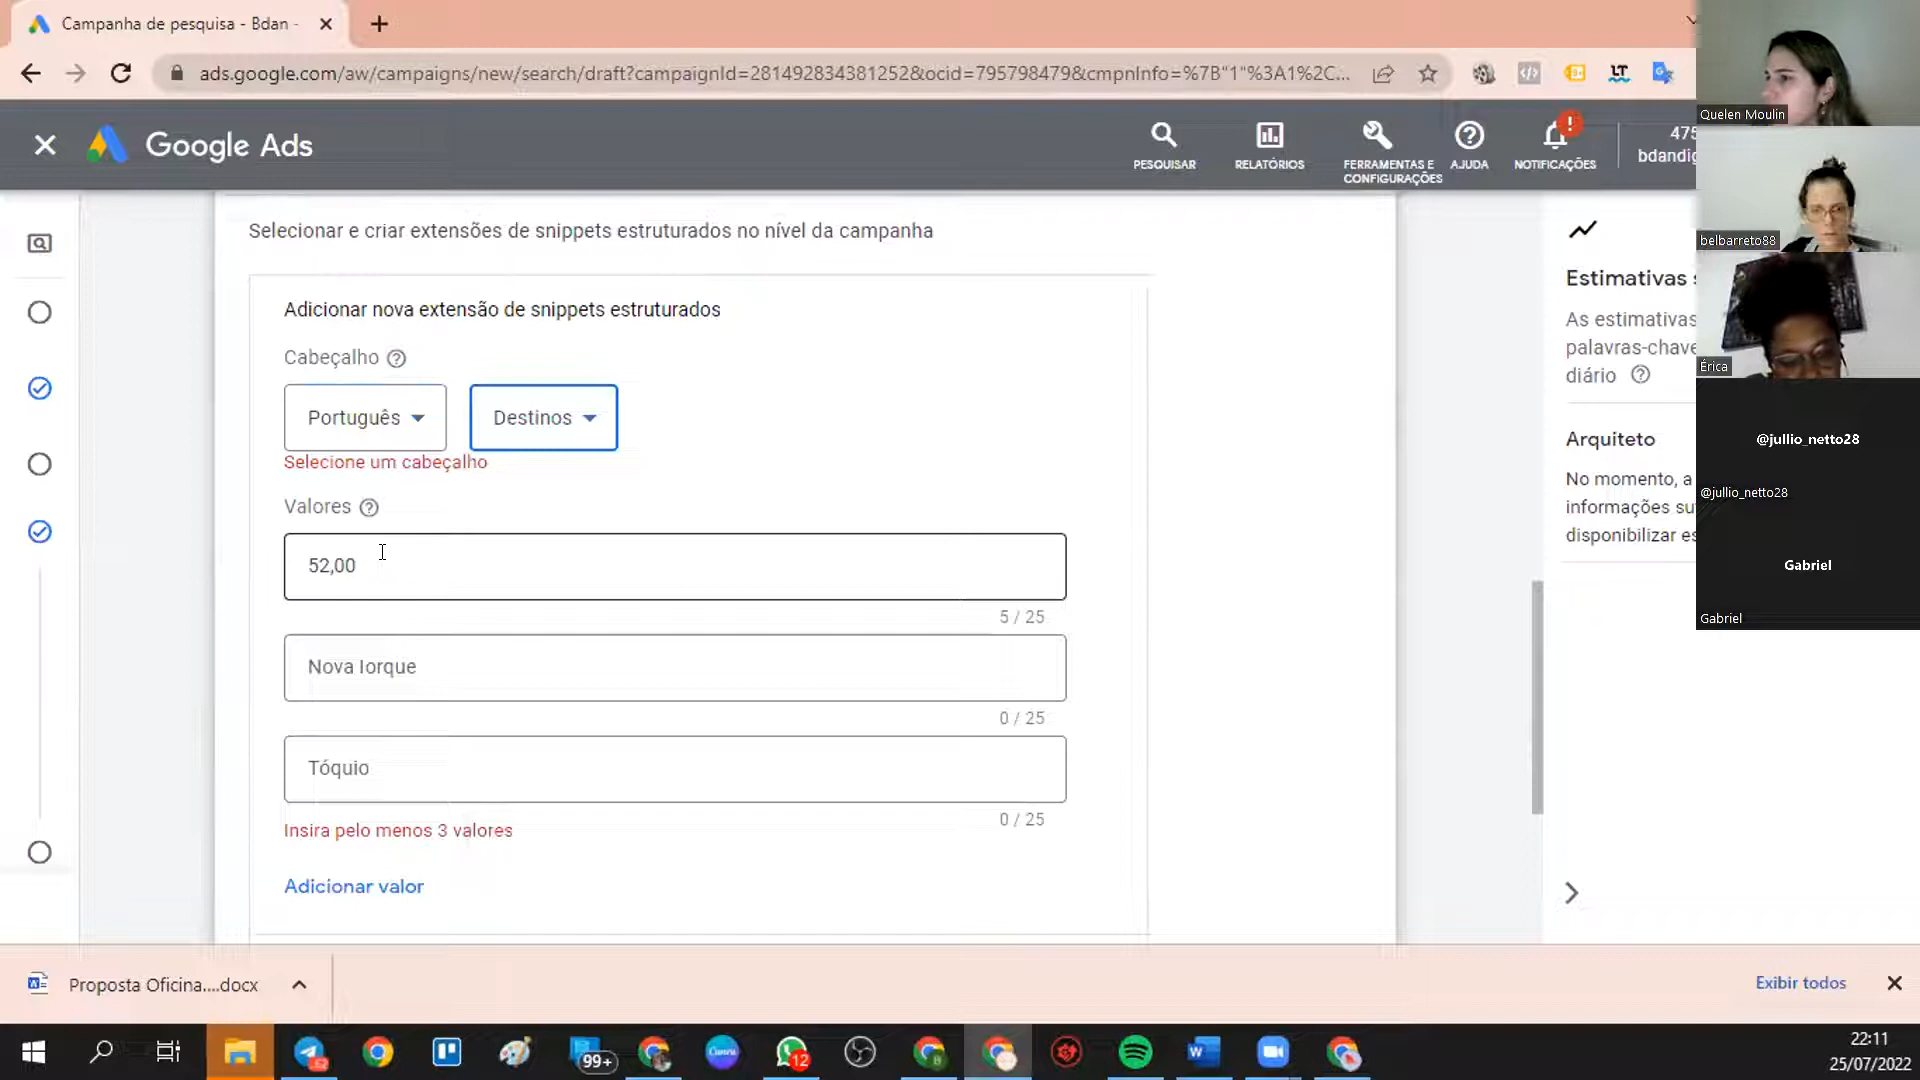 Campanha de pesquisa - Bdan -
ads.google.com/aw/campaigns/new/search/draft?campaignId=281492834381252&ocid=795798479&cmpnInfo=%7B"1"%3A1%2C...
Google Ads
PESQUISAR
RELATÓRIOS
FERRAMENTAS E
CONFIGURAÇÕES
AJUDA
NOTIFICAÇÕES
475
bdandig
Quelen Moulin
belbarreto88
Érica
@jullio_netto28
@jullio_netto28
Gabriel
Gabriel
Selecionar e criar extensões de snippets estruturados no nível da campanha
Adicionar nova extensão de snippets estruturados
Cabeçalho
Português
Destinos
Selecione um cabeçalho
Valores
52,00
5 / 25
Nova Iorque
0 / 25
Tóquio
0 / 25
Insira pelo menos 3 valores
Adicionar valor
Estimativas s
As estimativas
palavras-chave
diário
Arquiteto
No momento, a
informações su
disponibilizar es
Proposta Oficina....docx
Exibir todos
99+
Canva
12
22:11
25/07/2022